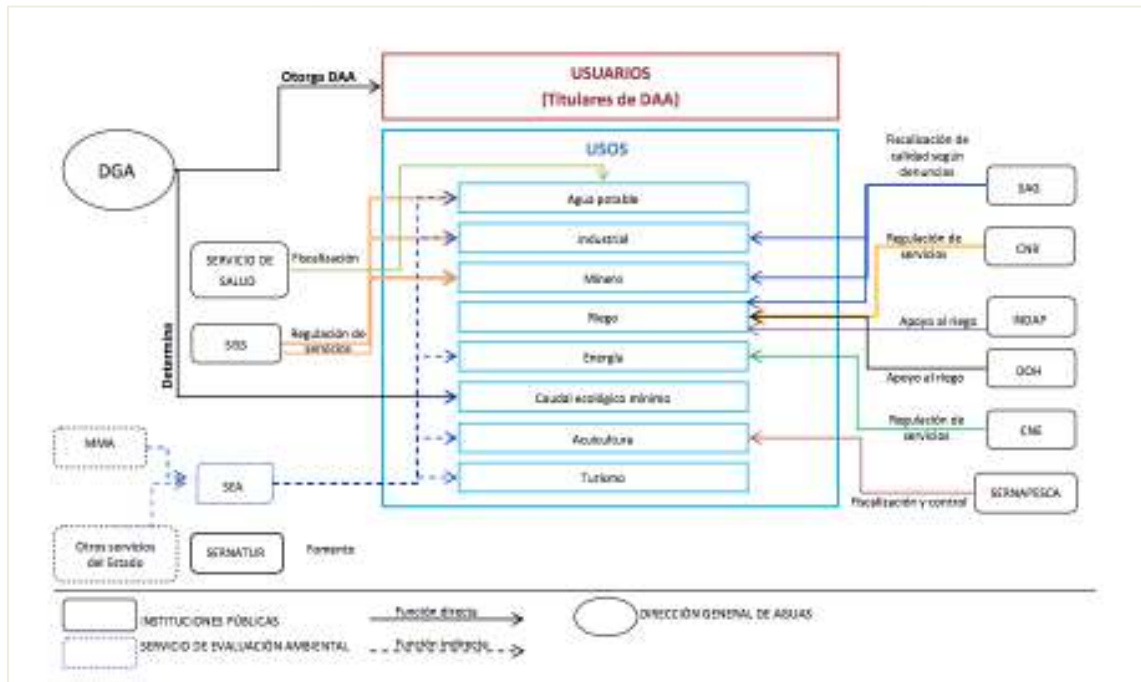 Otorga DAA
USUARIOS
(Titulares de DAA)
DGA
USOS
Fiscalización de
calidad según
denuncias
SAG
Agua potable
Industrial
Regulación de
servicios
CNR
SERVICIO DE
SALUD
Fiscalización
Minero
Riego
Apoyo al riego
INDAP
SISS
Regulación de
servicios
Energía
Apoyo al riego
DOH
Determina
Caudal ecológico mínimo
Regulación de
servicios
CNE
MMA
Acuicultura
SEA
Turismo
SERNAPESCA
Fiscalización y control
Otros servicios
del Estado
SERNATUR
Fomento
INSTITUCIONES PÚBLICAS
Función directa
DIRECCIÓN GENERAL DE AGUAS
SERVICIO DE EVALUACIÓN AMBIENTAL
Función indirecta